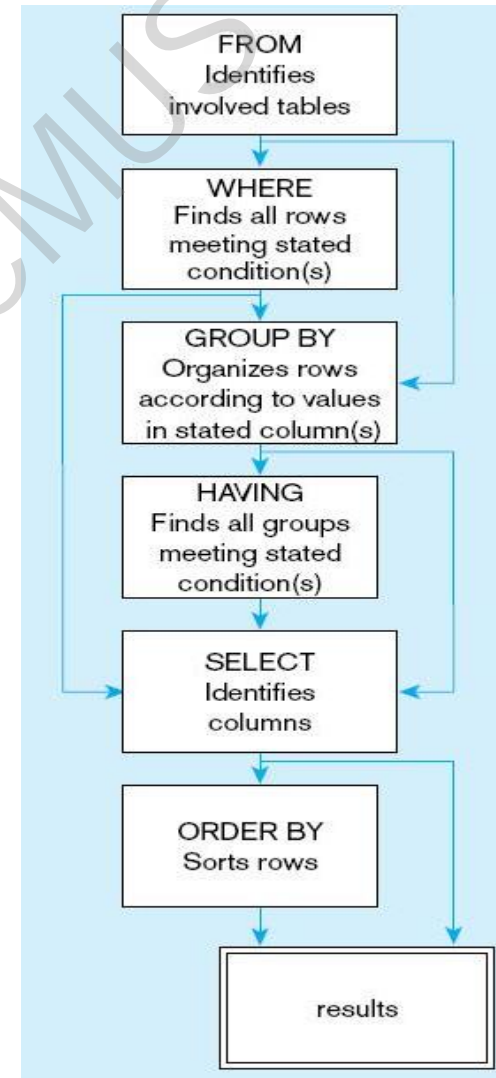 FROM
Identifies
involved tables
WHERE
Finds all rows
meeting stated
condition(s)
GROUP BY
Organizes rows
according to values
in stated column(s)
HAVING
Finds all groups
meeting stated
condition(s)
SELECT
Identifies
columns
ORDER BY
Sorts rows
results